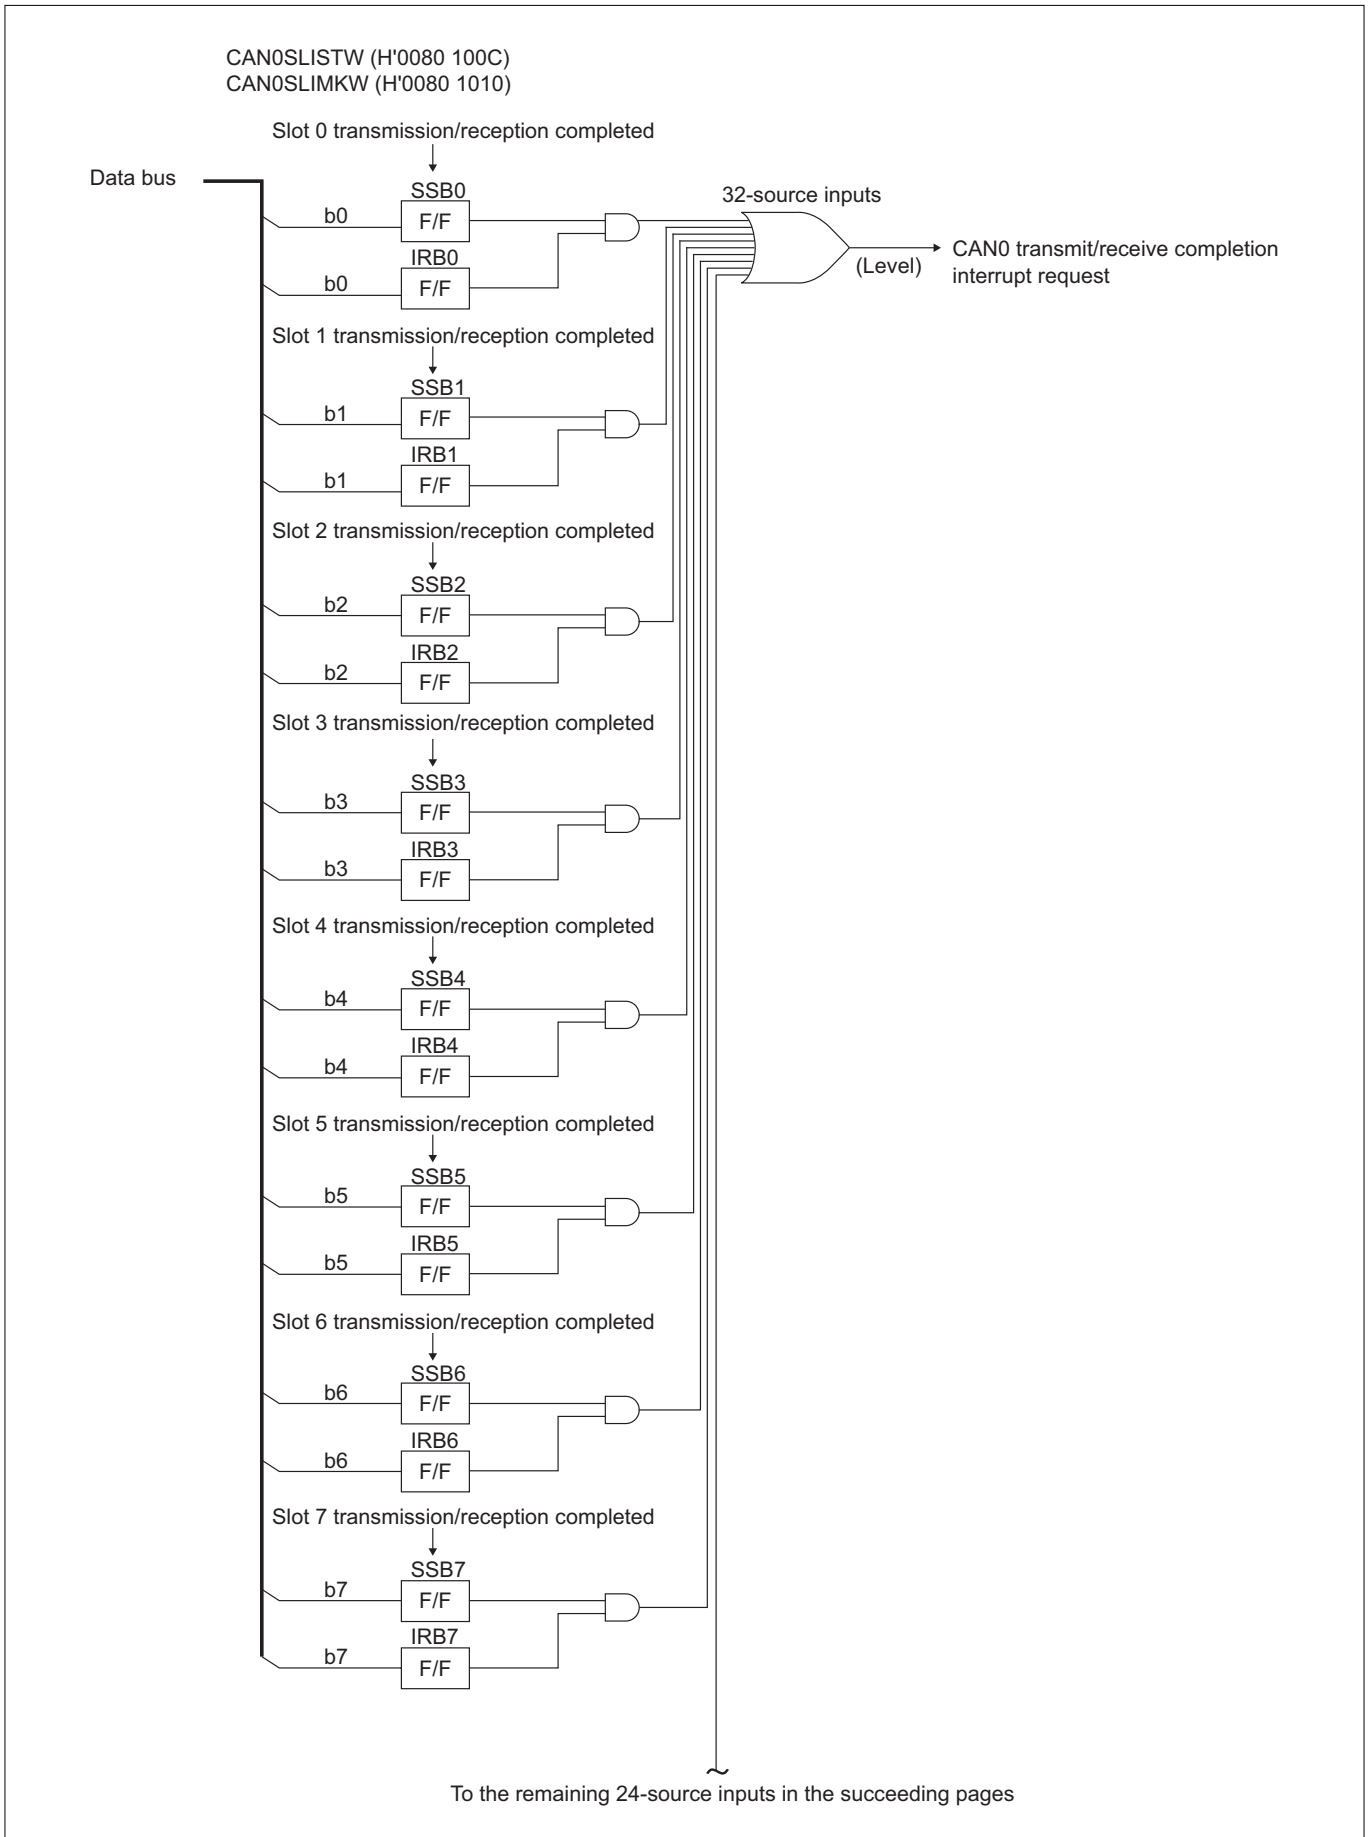 CAN0SLISTW (H'0080 100C)
CAN0SLIMKW (H'0080 1010)
Slot 0 transmission/reception completed
Data bus
SSB0
32-source inputs
b0
F/F
CAN0 transmit/receive completion
interrupt request
(Level)
IRB0
b0
F/F
Slot 1 transmission/reception completed
SSB1
b1
F/F
IRB1
b1
F/F
Slot 2 transmission/reception completed
SSB2
b2
F/F
IRB2
b2
F/F
Slot 3 transmission/reception completed
SSB3
b3
F/F
IRB3
b3
F/F
Slot 4 transmission/reception completed
SSB4
b4
F/F
IRB4
b4
F/F
Slot 5 transmission/reception completed
SSB5
b5
F/F
IRB5
b5
F/F
Slot 6 transmission/reception completed
SSB6
b6
F/F
IRB6
b6
F/F
Slot 7 transmission/reception completed
SSB7
b7
F/F
IRB7
b7
F/F
To the remaining 24-source inputs in the succeeding pages